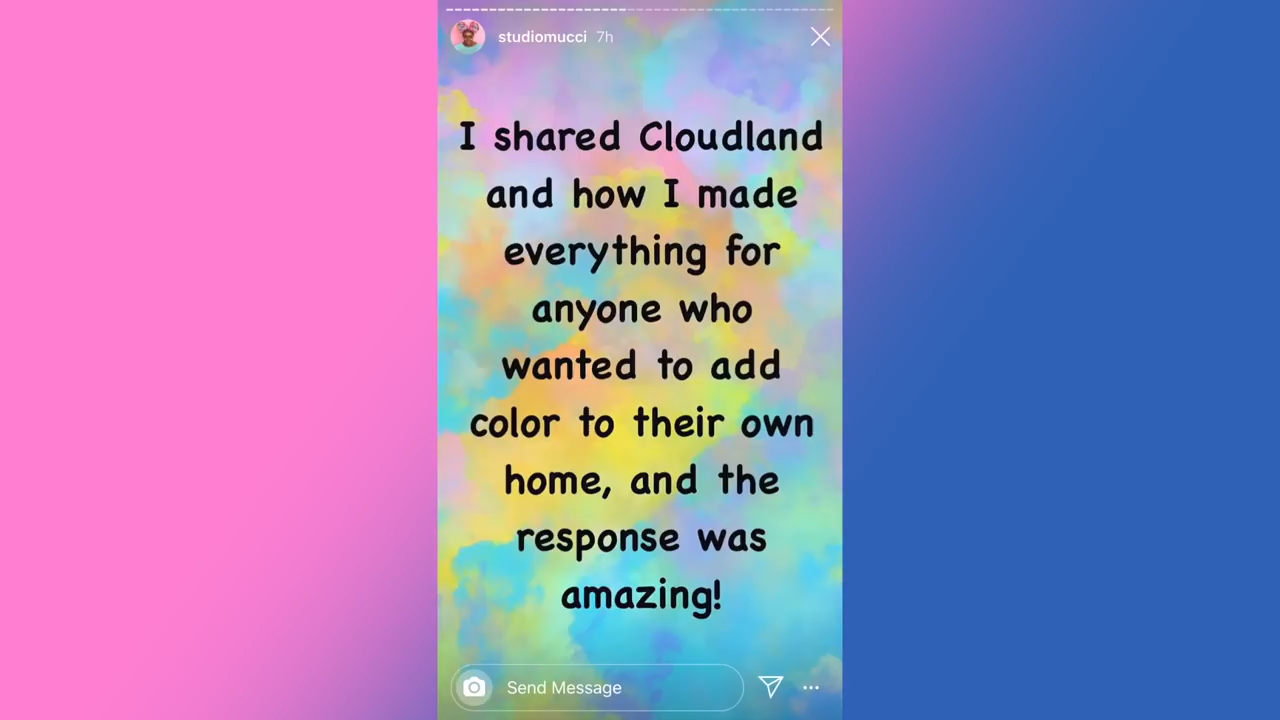 studiomucci 7h
I shared Cloudland
and how I made
everything for
anyone who
wanted to add
color to their own
home, and the
response was
amazing!
Send Message